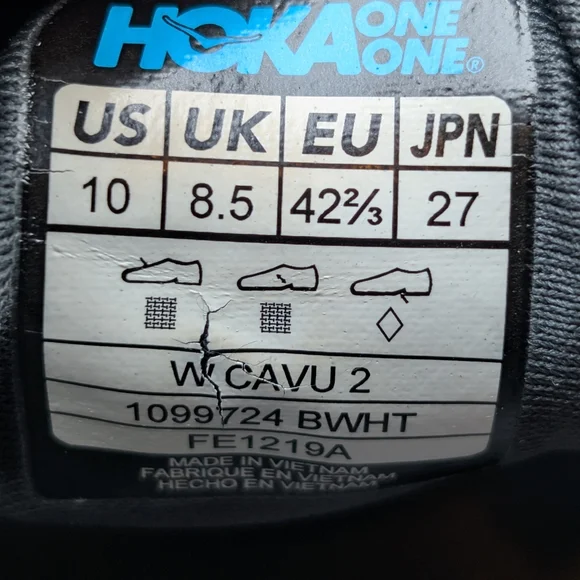 HOKA ONE ONE®
US UK EU JPN
10 8.5 42⅔ 27
W CAVU 2
1099724 BWHT
FE1219A
MADE IN VIETNAM
FABRIQUE EN VIETNAM
HECHO EN VIETNAM